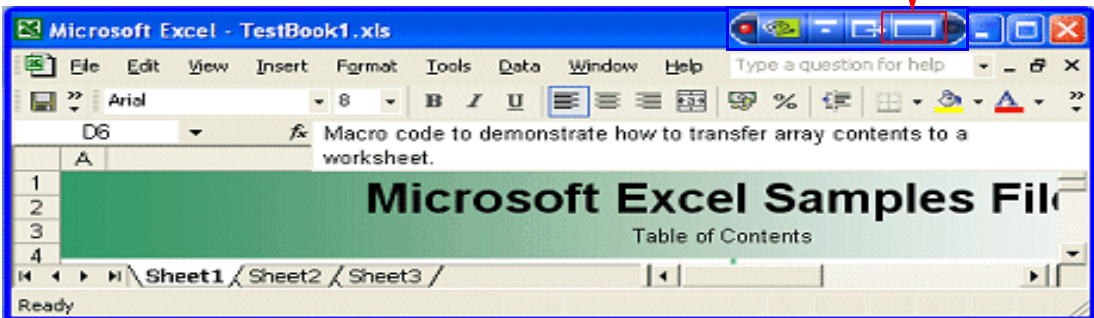 Microsoft Excel - TestBook1.xls
File Edit View Insert Format Tools Data Window Help Type a question for help
Arial 8 B I U %
D6 fx Macro code to demonstrate how to transfer array contents to a
worksheet.
A
1
Microsoft Excel Samples File
2
3 Table of Contents
4
Sheet1 Sheet2 Sheet3
Ready